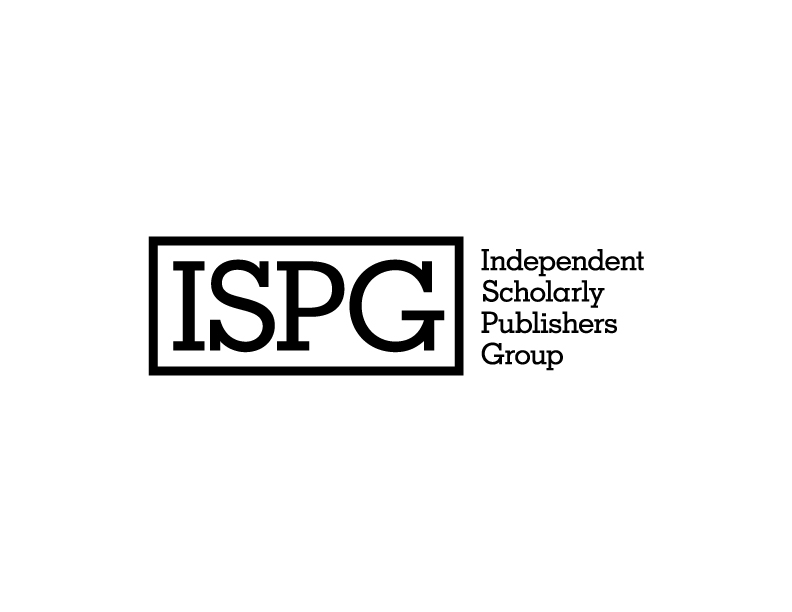 ISPG
Independent
Scholarly
Publishers
Group